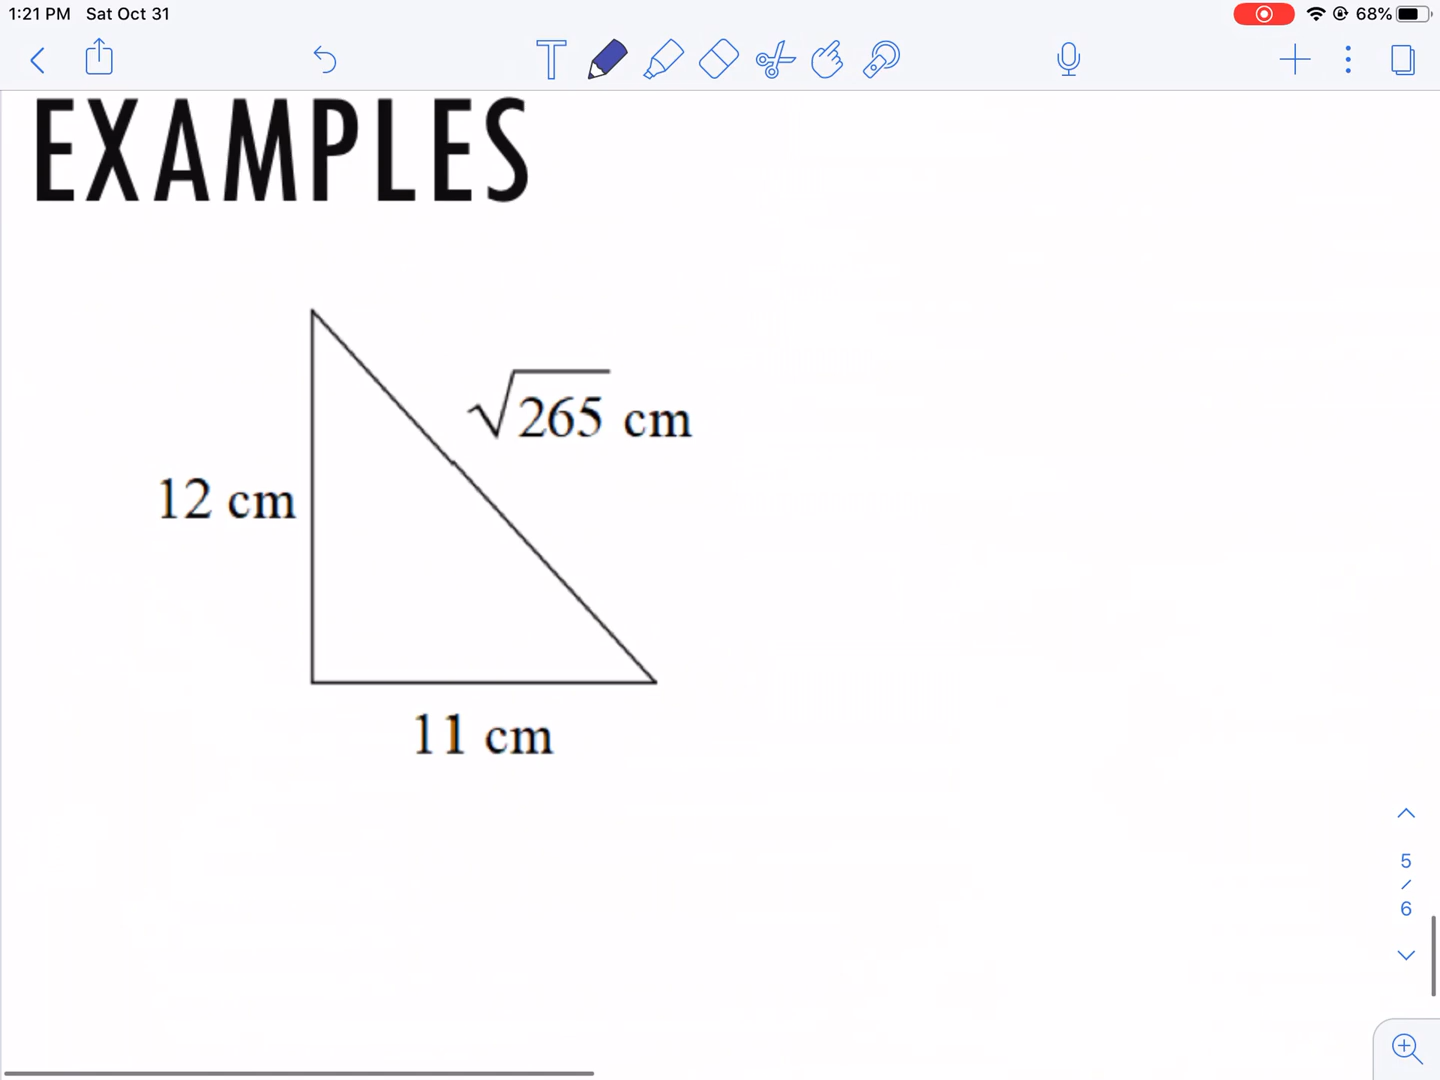 1:21 PM Sat Oct 31
68%
T
EXAMPLES
√265 cm
12 cm
11 cm
5
/
6